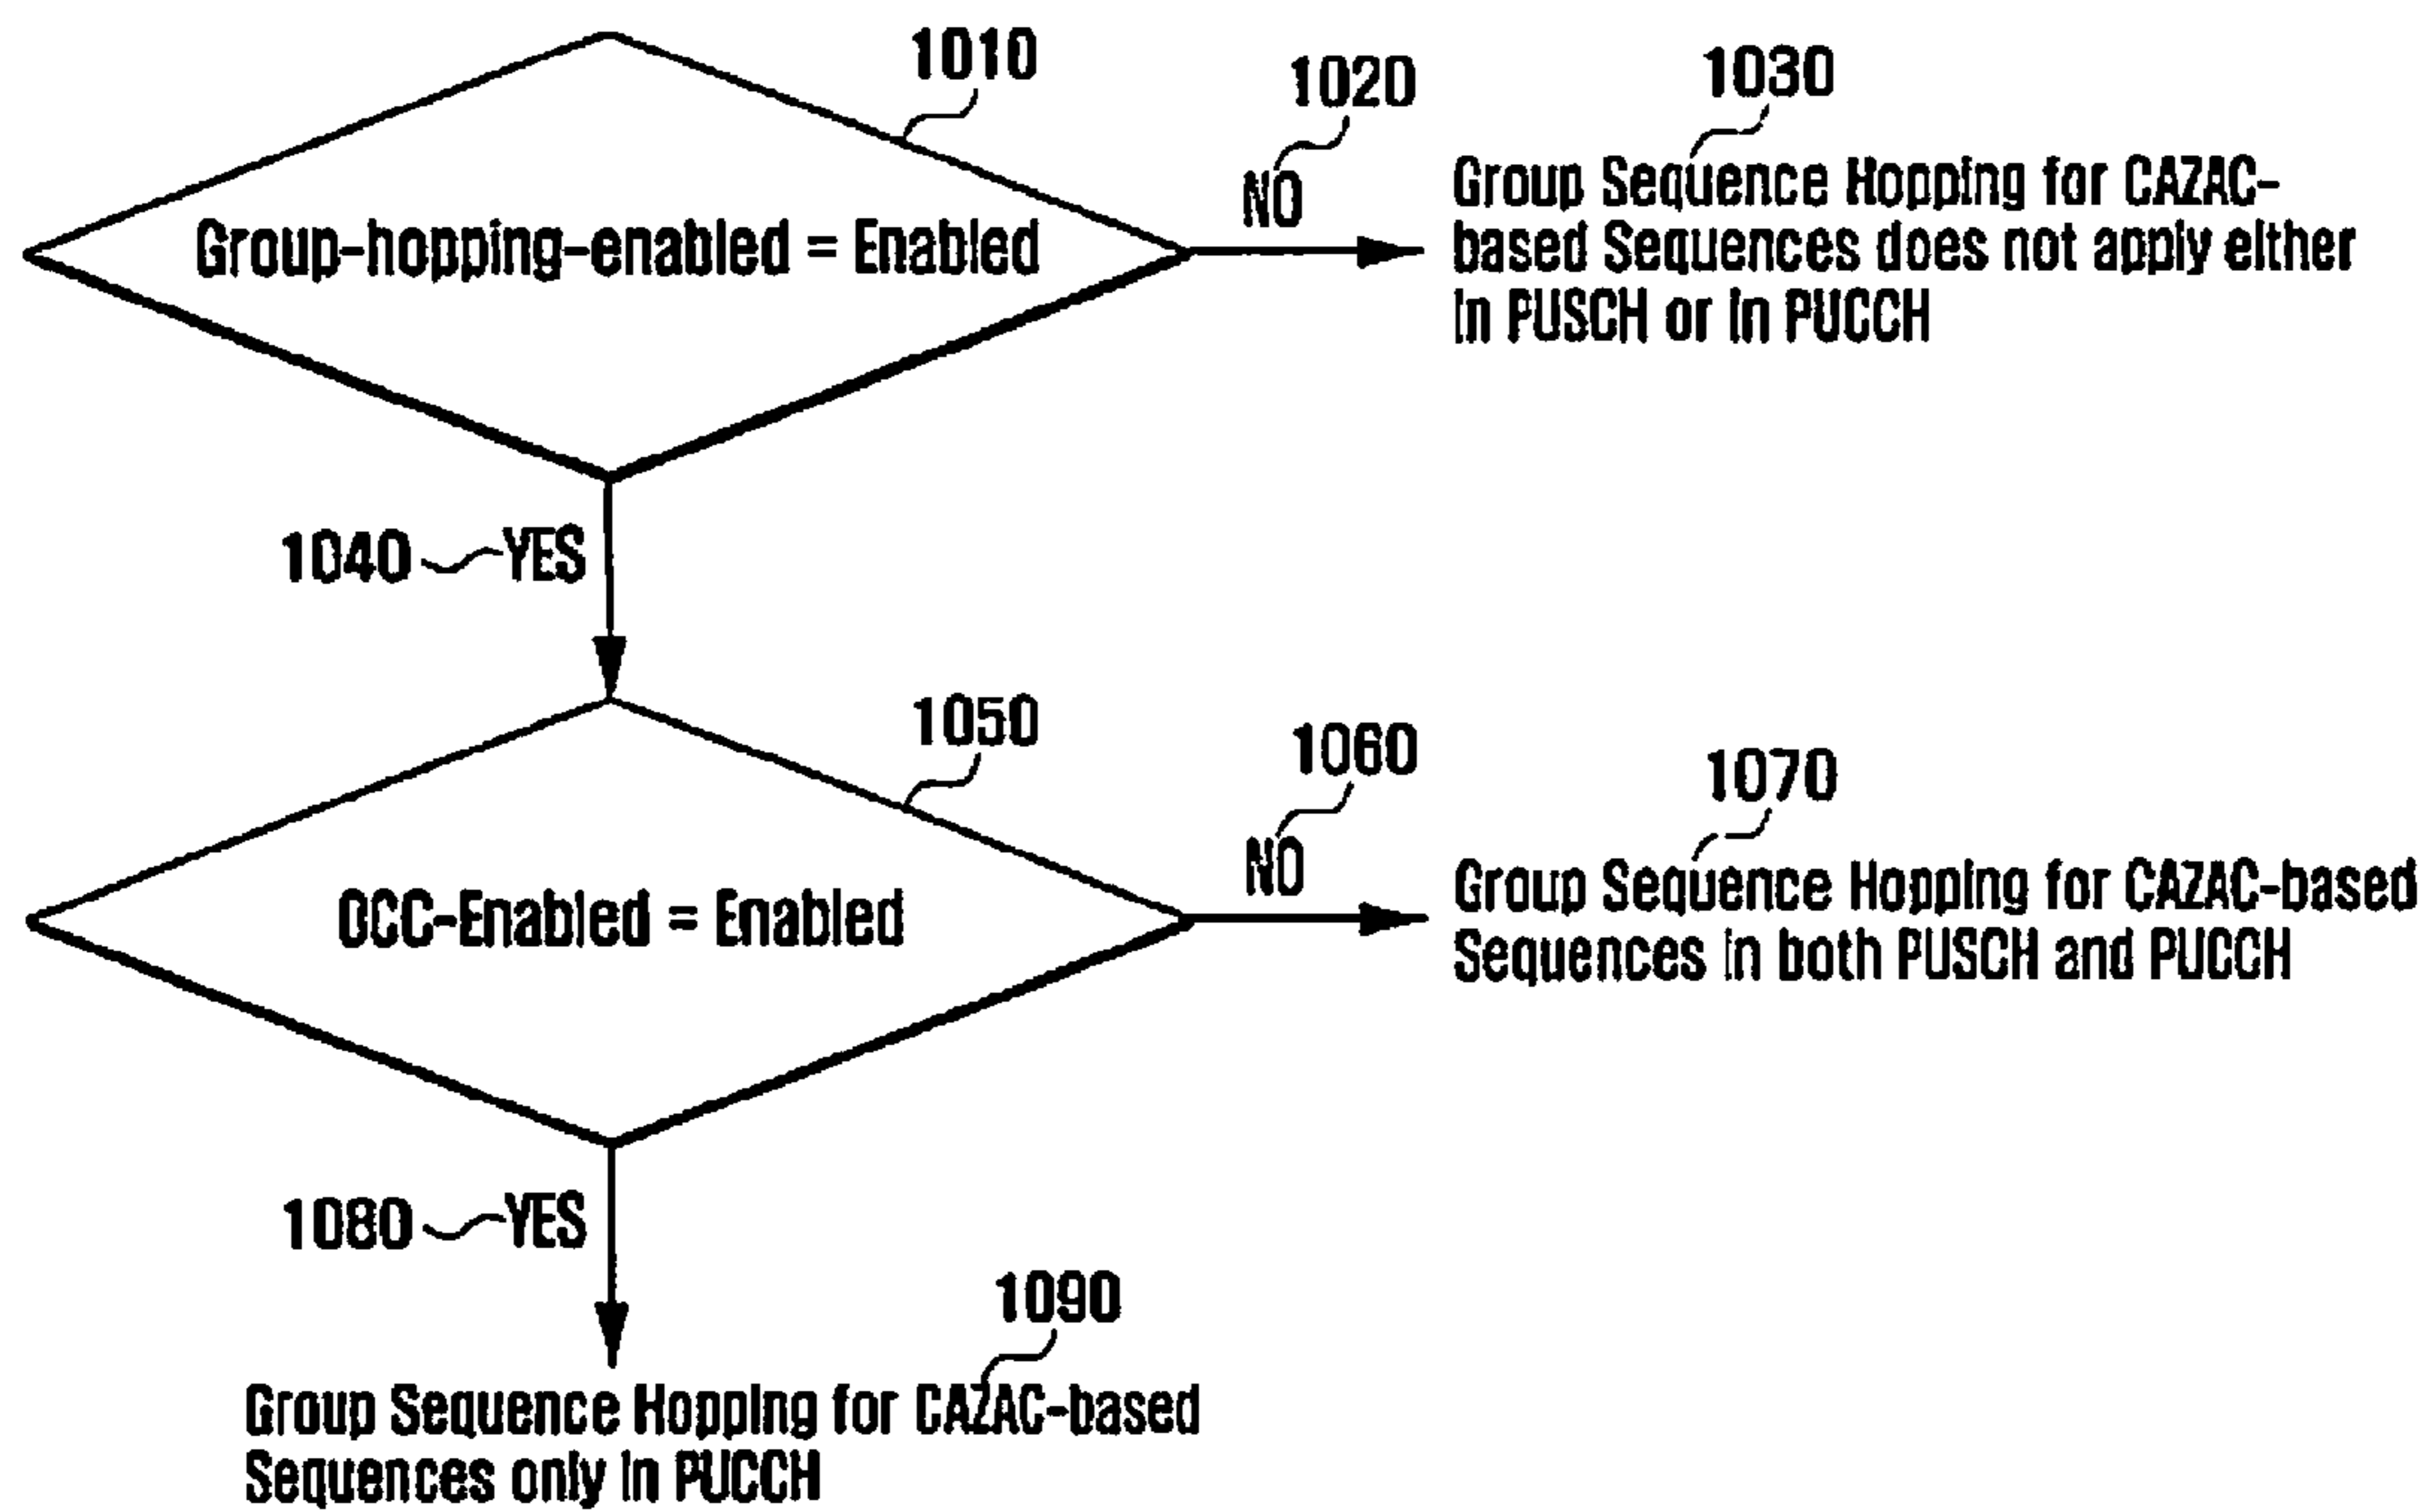 1010
1020
1030
NO
Group Sequence Hopping for CAZAC-
based Sequences does not apply either
in PUSCH or in PUCCH
Group-hopping-enabled = Enabled
1040
YES
1050
1060
1070
NO
Group Sequence Hopping for CAZAC-based
Sequences in both PUSCH and PUCCH
OCC-Enabled = Enabled
1080
YES
1090
Group Sequence Hopping for CAZAC-based
Sequences only in PUCCH